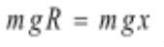 mgR = mgx